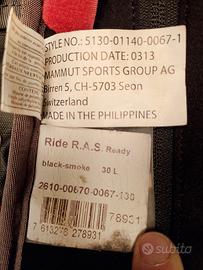 STYLE NO.: 5130-01140-0067-1
PRODUCTION DATE: 0313
MAMMUT SPORTS GROUP AG
Birren 5, CH-5703 Seon
Switzerland
MADE IN THE PHILIPPINES
Ride R.A.S. Ready
black-smoke 30 L
2610-00670-0067-130
78931
7 613276 278931
subito